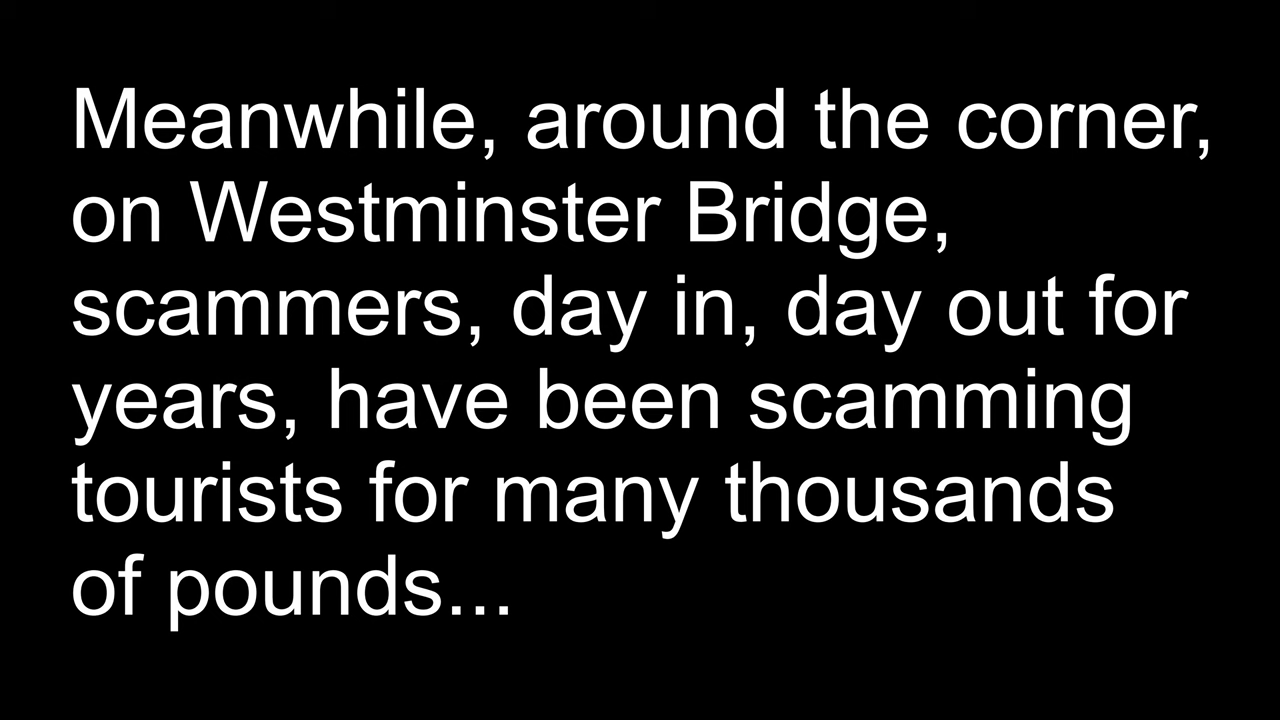 Meanwhile, around the corner,
on Westminster Bridge,
scammers, day in, day out for
years, have been scamming
tourists for many thousands
of pounds...